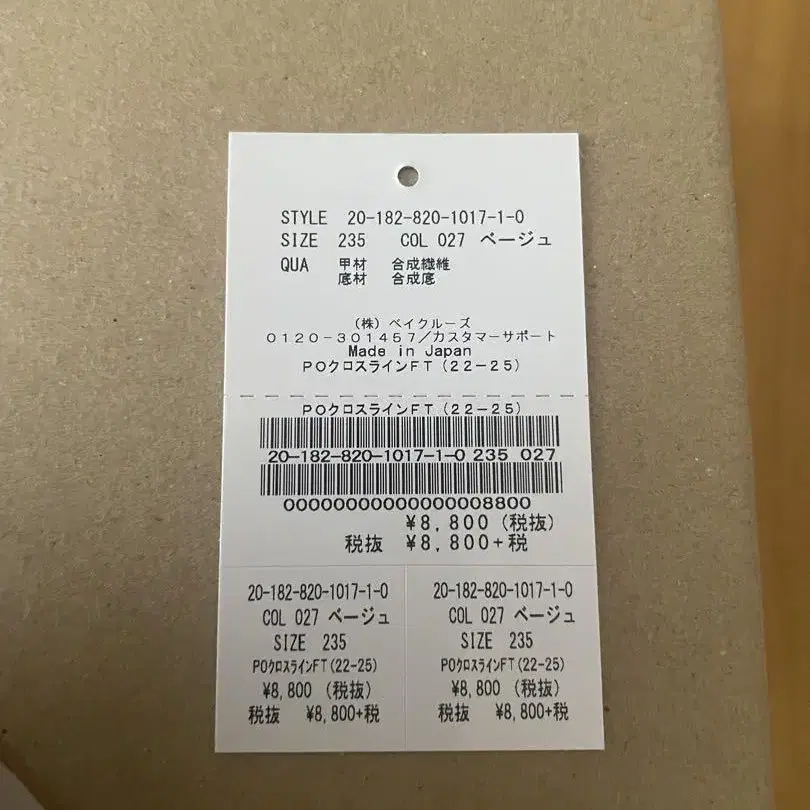 STYLE 20-182-820-1017-1-0
SIZE 235 COL 027 ベージュ
QUA 甲材 合成繊維
底材 合成底
（株）ベイクルーズ
０１２０－３０１４５７／カスタマーサポート
Made in Japan
ＰＯクロスラインＦＴ（２２－２５）
ＰＯクロスラインＦＴ（２２－２５）
20-182-820-1017-1-0 235 027
000000000000000008800
¥8,800 (税抜)
税抜 ¥8,800+税
20-182-820-1017-1-0
COL 027 ベージュ
SIZE 235
POｸﾛｽﾗｲﾝFT(22-25)
¥8,800 (税抜)
税抜 ¥8,800+税
20-182-820-1017-1-0
COL 027 ベージュ
SIZE 235
POｸﾛｽﾗｲﾝFT(22-25)
¥8,800 (税抜)
税抜 ¥8,800+税